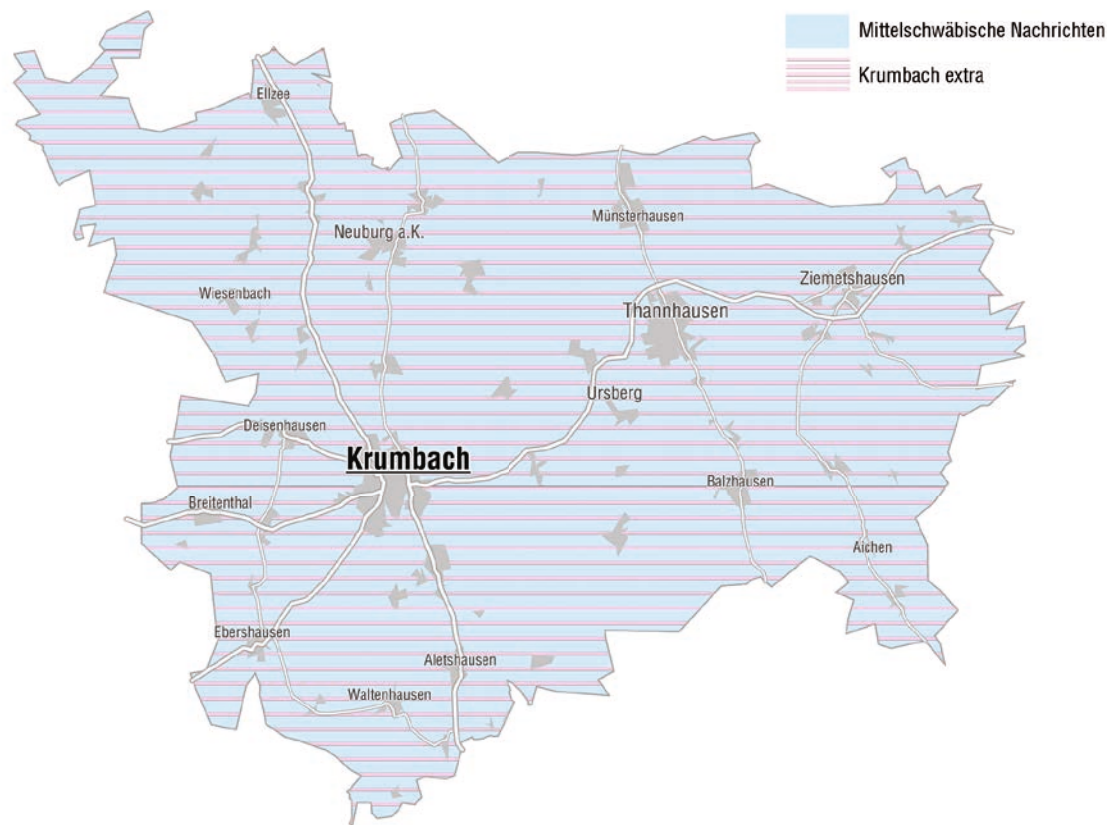 Mittelschwäbische Nachrichten
Krumbach extra
Ellzee
Münsterhausen
Neuburg a.K.
Ziemetshausen
Wiesenbach
Thannhausen
Ursberg
Deisenhausen
Krumbach
Balzhausen
Breitenthal
Aichen
Ebershausen
Aletshausen
Waltenhausen